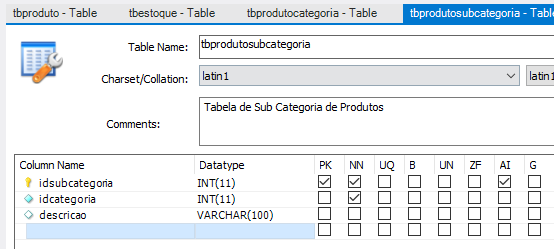 tbproduto - Table tbestoque - Table tbprodutocategoria - Table tbprodutosubcategoria - Table
Table Name: tbprodutosubcategoria
Charset/Collation: latin1 latin1
Comments: Tabela de Sub Categoria de Produtos
Column Name Datatype PK NN UQ B UN ZF AI G
idsubcategoria INT(11)
idcategoria INT(11)
descricao VARCHAR(100)